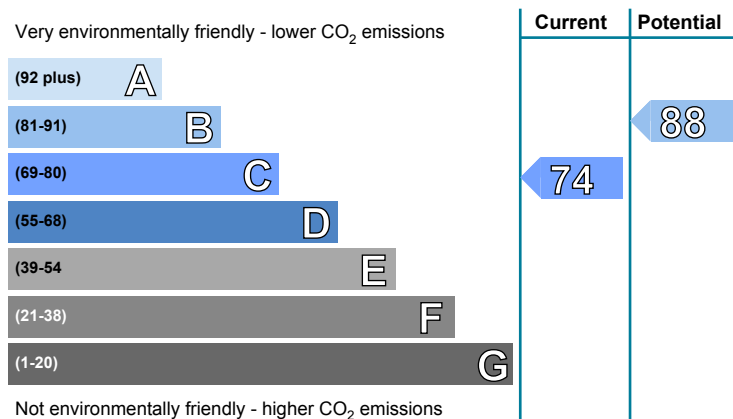 Very environmentally friendly - lower CO₂ emissions
Current
Potential
(92 plus) A
(81-91) B
(69-80) C
(55-68) D
(39-54 E
(21-38) F
(1-20) G
74
88
Not environmentally friendly - higher CO₂ emissions